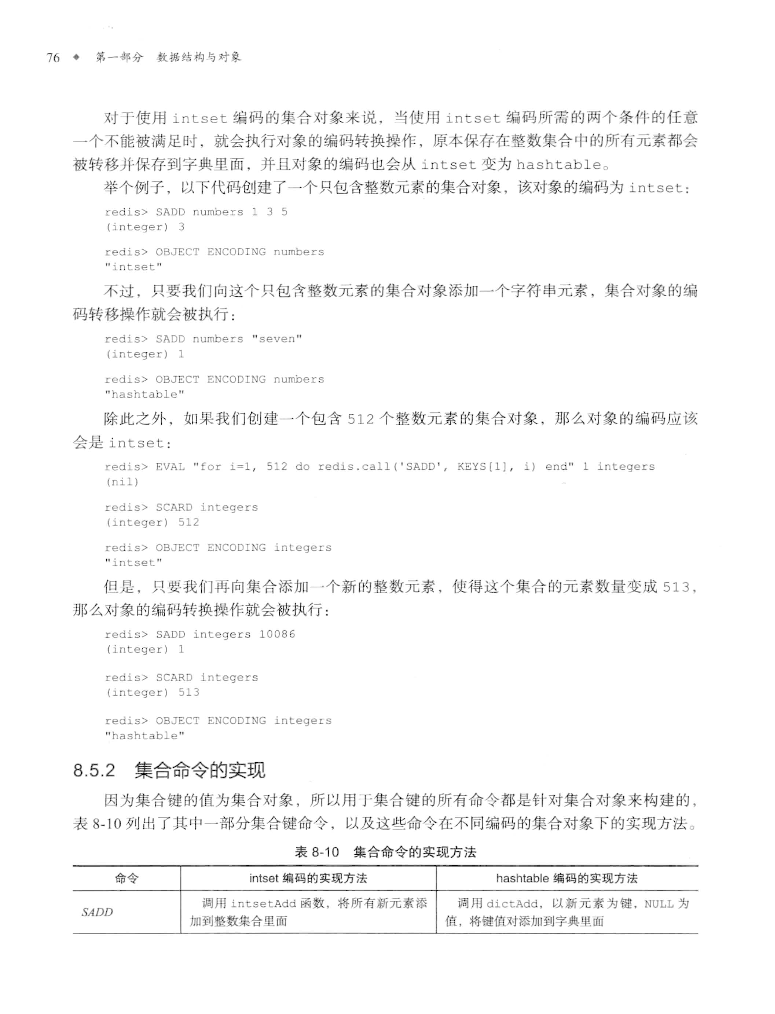 76 ◆ 第一部分 数据结构与对象
对于使用 intset 编码的集合对象来说，当使用 intset 编码所需的两个条件的任意
一个不能被满足时，就会执行对象的编码转换操作，原本保存在整数集合中的所有元素都会
被转移并保存到字典里面，并且对象的编码也会从 intset 变为 hashtable。
举个例子，以下代码创建了一个只包含整数元素的集合对象，该对象的编码为 intset：
redis> SADD numbers 1 3 5
(integer) 3
redis> OBJECT ENCODING numbers
"intset"
不过，只要我们向这个只包含整数元素的集合对象添加一个字符串元素，集合对象的编
码转移操作就会被执行：
redis> SADD numbers "seven"
(integer) 1
redis> OBJECT ENCODING numbers
"hashtable"
除此之外，如果我们创建一个包含 512 个整数元素的集合对象，那么对象的编码应该
会是 intset：
redis> EVAL "for i=1, 512 do redis.call('SADD', KEYS[1], i) end" 1 integers
(nil)
redis> SCARD integers
(integer) 512
redis> OBJECT ENCODING integers
"intset"
但是，只要我们再向集合添加一个新的整数元素，使得这个集合的元素数量变成 513，
那么对象的编码转换操作就会被执行：
redis> SADD integers 10086
(integer) 1
redis> SCARD integers
(integer) 513
redis> OBJECT ENCODING integers
"hashtable"
8.5.2 集合命令的实现
因为集合键的值为集合对象，所以用于集合键的所有命令都是针对集合对象来构建的，
表 8-10 列出了其中一部分集合键命令，以及这些命令在不同编码的集合对象下的实现方法。
表 8-10 集合命令的实现方法
命令 intset 编码的实现方法 hashtable 编码的实现方法
SADD
调用 intsetAdd 函数，将所有新元素添
加到整数集合里面
调用 dictAdd，以新元素为键，NULL 为
值，将键值对添加到字典里面